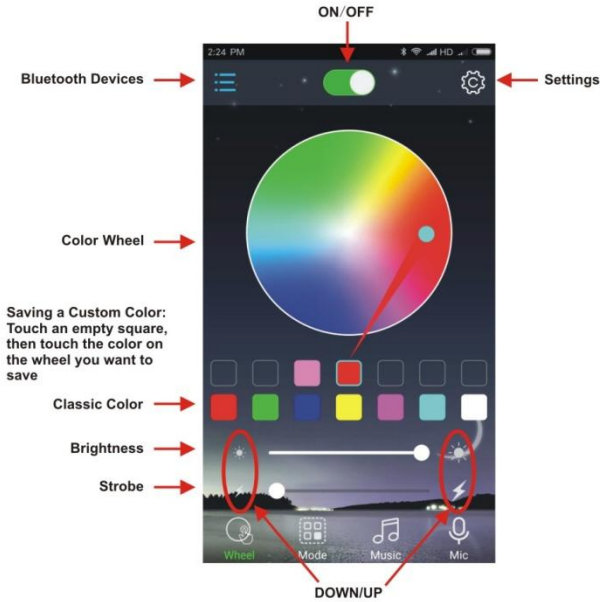 ON/OFF
2:24 PM
HD
Bluetooth Devices
Settings
Color Wheel
Saving a Custom Color:
Touch an empty square,
then touch the color on
the wheel you want to
save
Classic Color
Brightness
Strobe
Wheel
Mode
Music
Mic
DOWN/UP